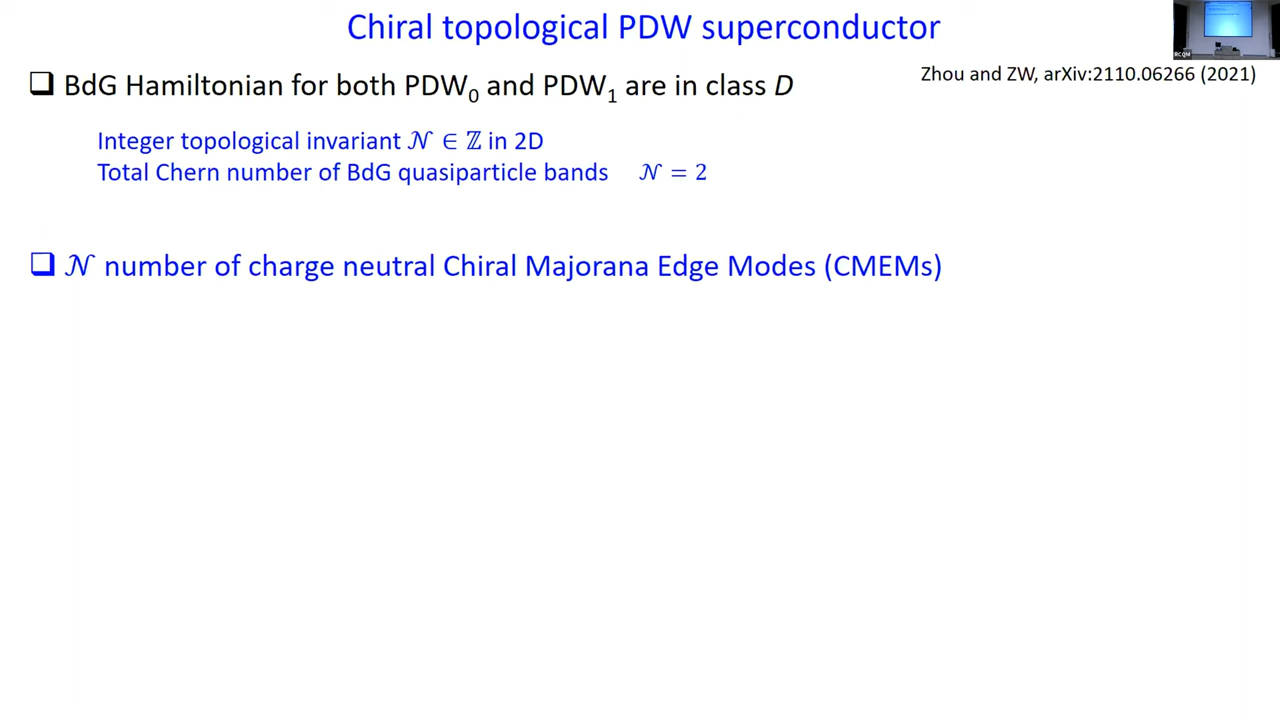 Chiral topological PDW superconductor
Zhou and ZW, arXiv:2110.06266 (2021)
❑ BdG Hamiltonian for both PDW₀ and PDW₁ are in class D
Integer topological invariant 𝒩 ∈ ℤ in 2D
Total Chern number of BdG quasiparticle bands 𝒩 = 2
❑ 𝒩 number of charge neutral Chiral Majorana Edge Modes (CMEMs)